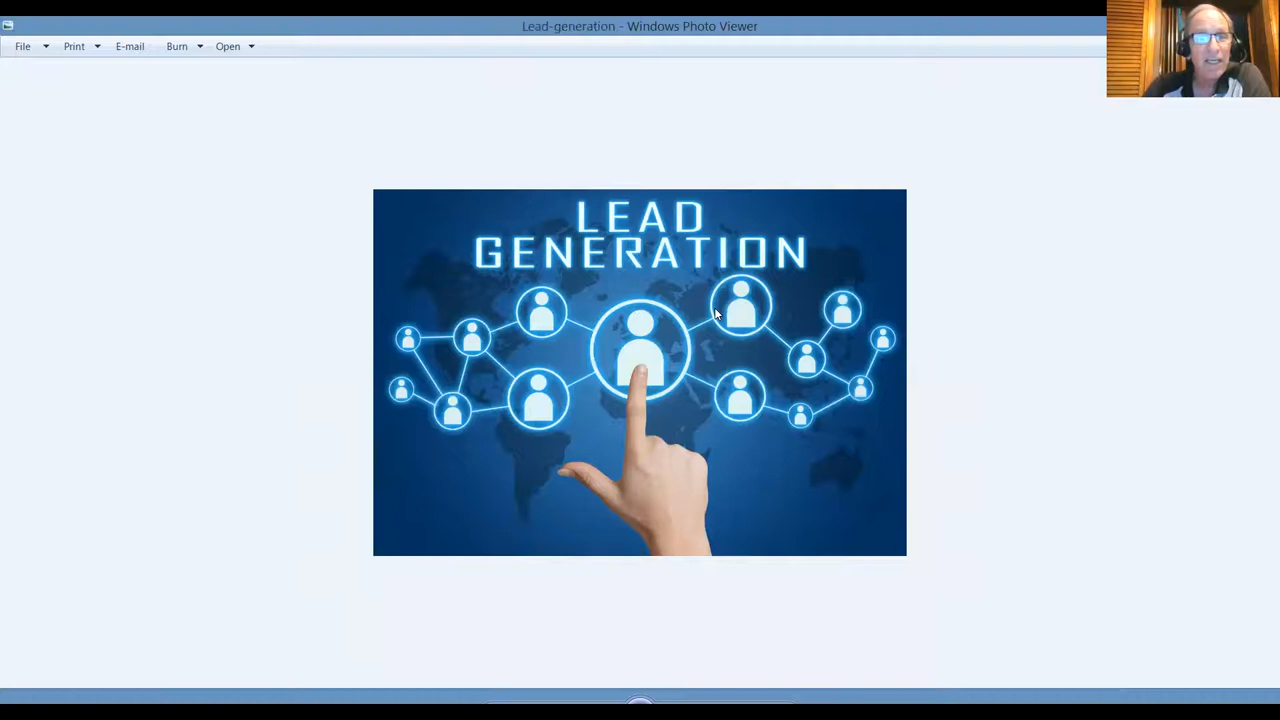 Lead-generation - Windows Photo Viewer
File Print E-mail Burn Open
LEAD
GENERATION